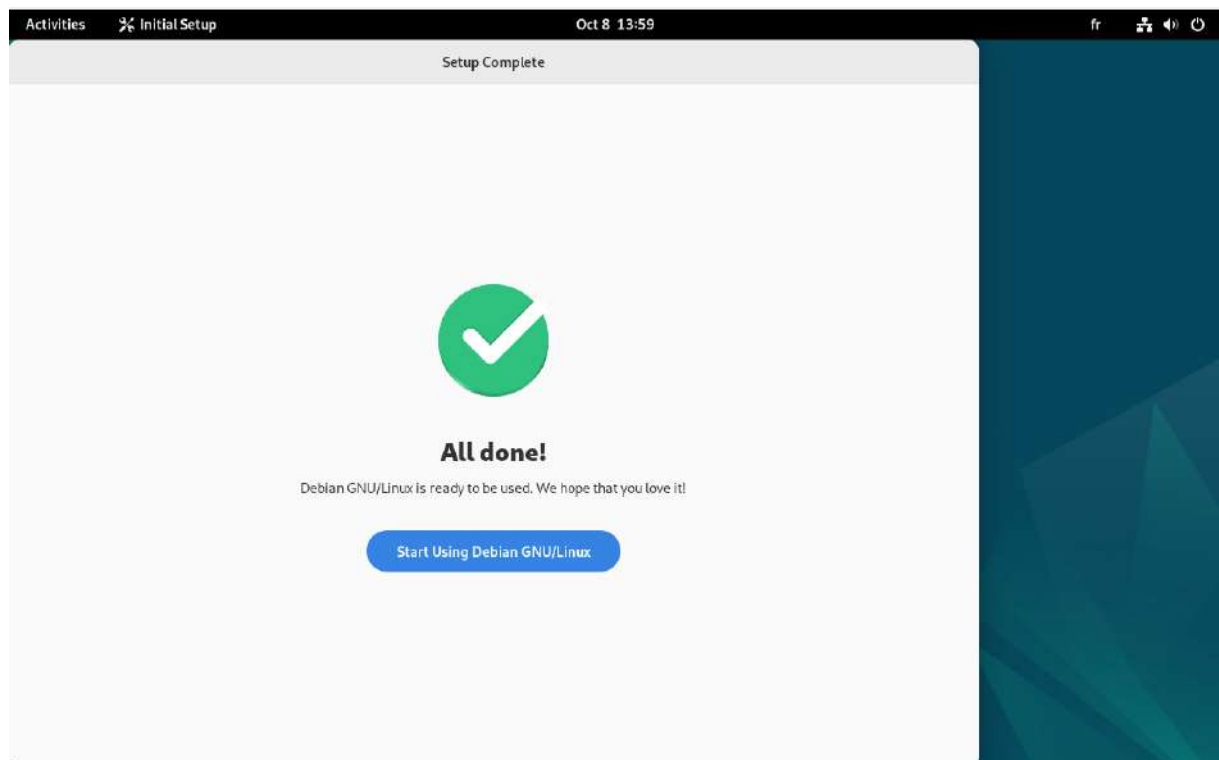 Activities Initial Setup Oct 8 13:59 fr
Setup Complete
All done!
Debian GNU/Linux is ready to be used. We hope that you love it!
Start Using Debian GNU/Linux